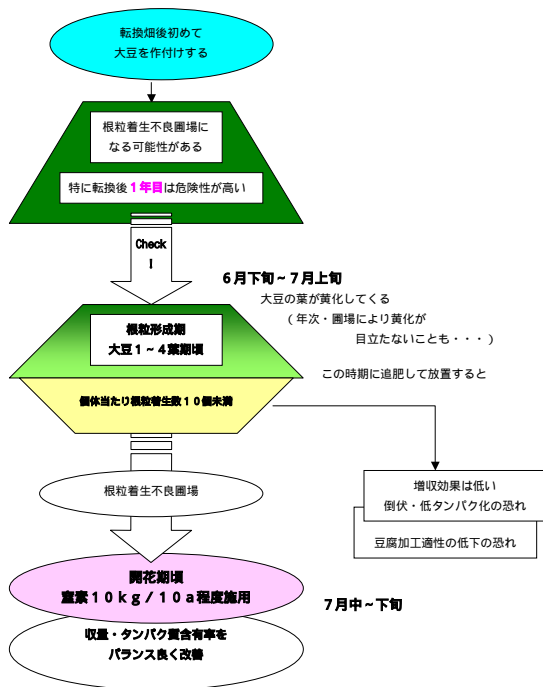 転換畑後初めて
大豆を作付けする
根粒着生不良圃場に
なる可能性がある
特に転換後１年目は危険性が高い
Check
！
６月下旬～７月上旬
大豆の葉が黄化してくる
（年次・圃場により黄化が
目立たないことも・・・）
根粒形成期
大豆１～４葉期頃
この時期に追肥して放置すると
個体当たり根粒着生数１０個未満
増収効果は低い
倒伏・低タンパク化の恐れ
根粒着生不良圃場
豆腐加工適性の低下の恐れ
開花期頃
窒素１０ｋｇ／１０ａ程度施用
７月中～下旬
収量・タンパク質含有率を
バランス良く改善